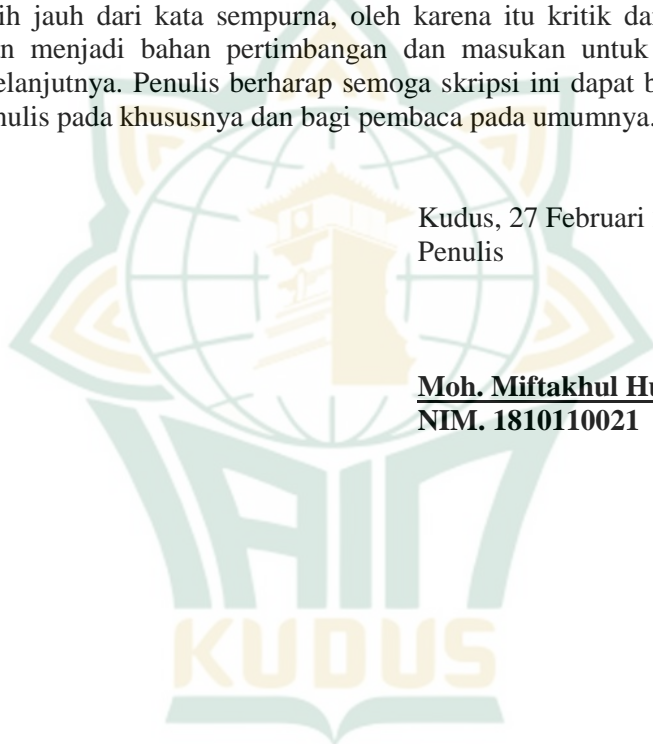 ih jauh dari kata sempurna, oleh karena itu kritik dar
n menjadi bahan pertimbangan dan masukan untuk
elanjutnya. Penulis berharap semoga skripsi ini dapat b
nulis pada khususnya dan bagi pembaca pada umumnya.
Kudus, 27 Februari
Penulis
Moh. Miftakhul Hu
NIM. 1810110021
IAIN
KUDUS